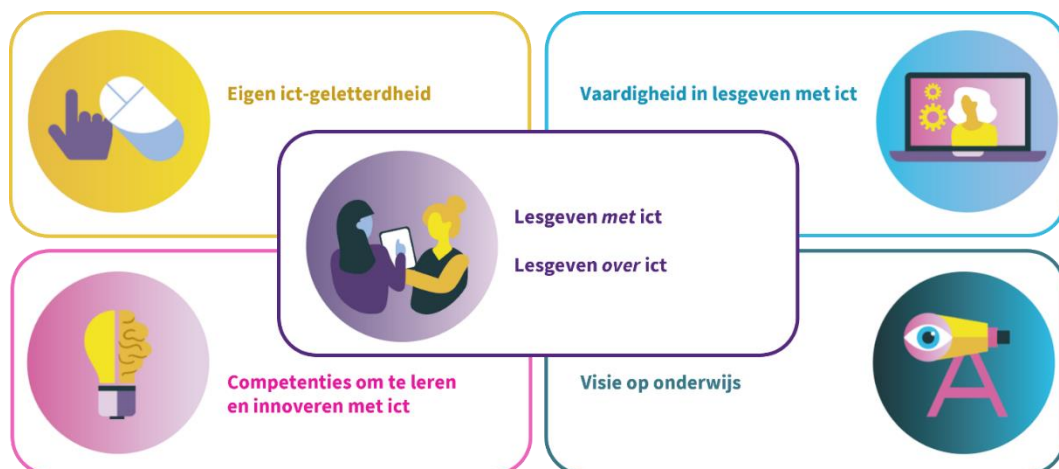 Eigen ict-geletterdheid
Vaardigheid in lesgeven met ict
Lesgeven met ict
Lesgeven over ict
Competenties om te leren
en innoveren met ict
Visie op onderwijs